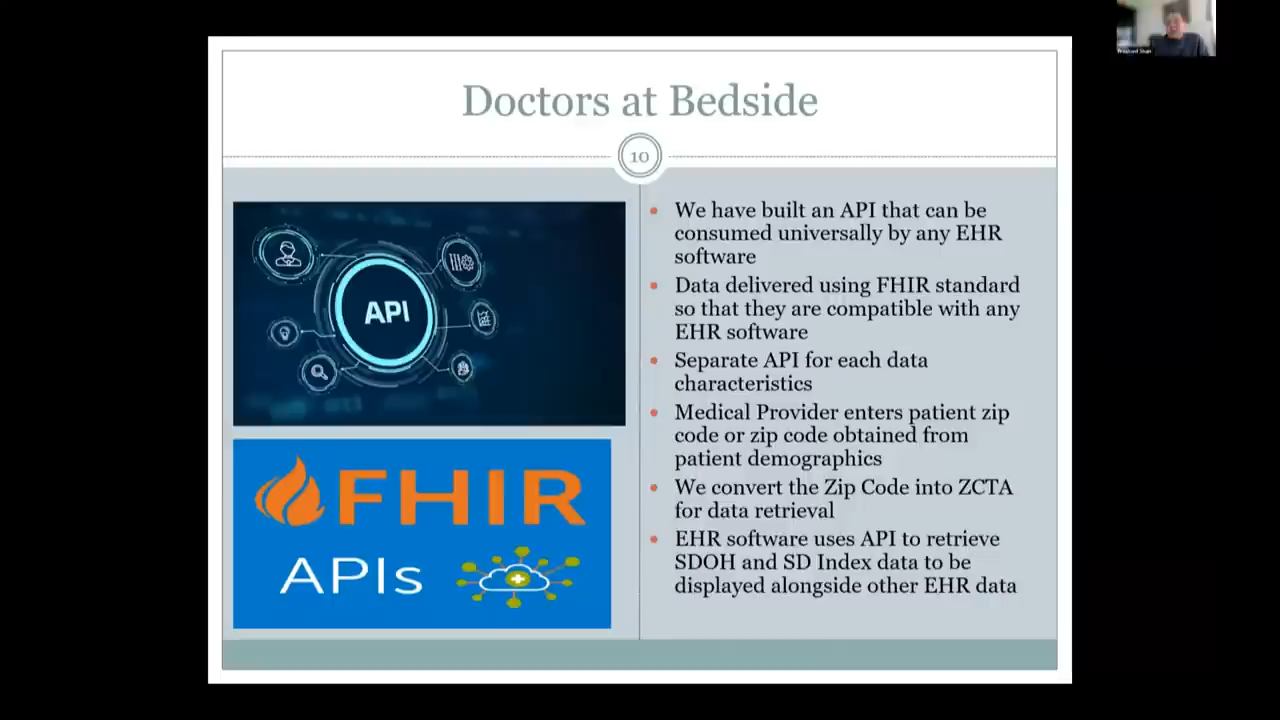 Doctors at Bedside
10
API
FHIR
APIs
We have built an API that can be
consumed universally by any EHR
software
Data delivered using FHIR standard
so that they are compatible with any
EHR software
Separate API for each data
characteristics
Medical Provider enters patient zip
code or zip code obtained from
patient demographics
We convert the Zip Code into ZCTA
for data retrieval
EHR software uses API to retrieve
SDOH and SD Index data to be
displayed alongside other EHR data